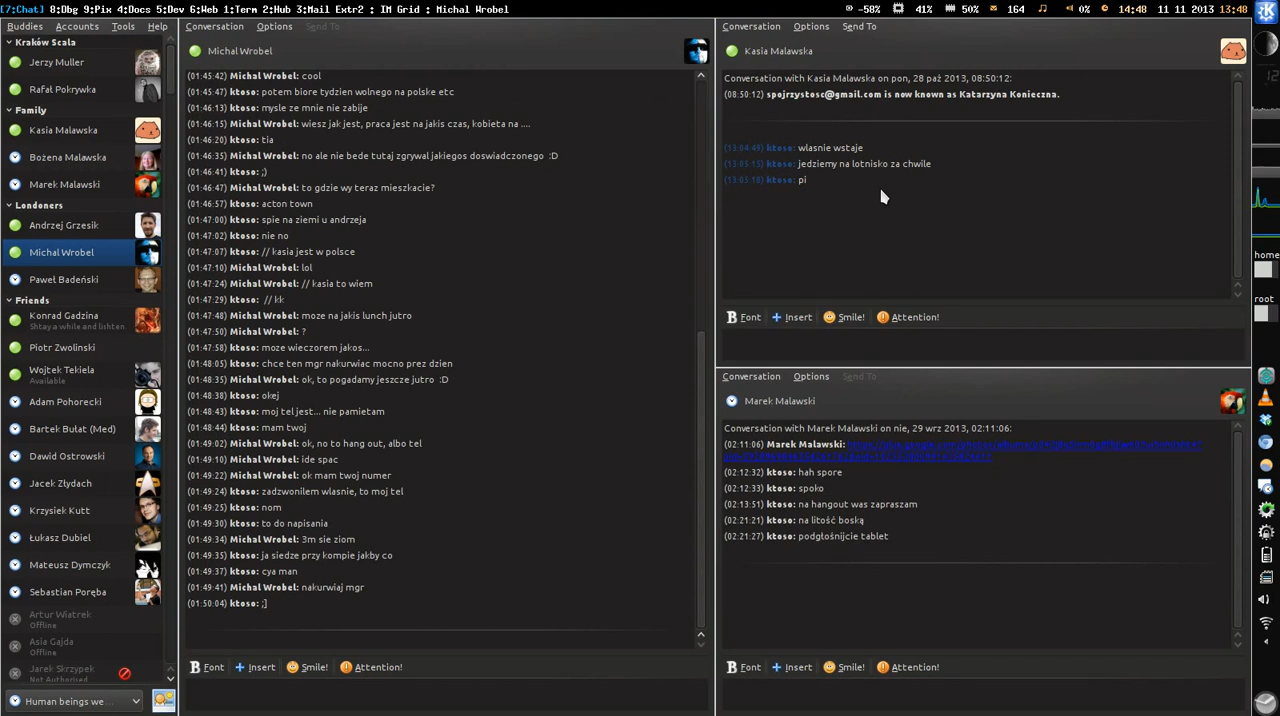 [7:Chat] 8:Dbg 9:Pix 4:Docs 5:Dev 6:Web 1:Term 2:Hub 3:Mail Extr2 : IM Grid : Michal Wrobel
-58% 41% 50% 164 0% 14:48 11 11 2013 13:48
Buddies Accounts Tools Help
Kraków Scala
Jerzy Muller
Rafał Pokrywka
Family
Kasia Malawska
Bożena Malawska
Marek Malawski
Londoners
Andrzej Grzesik
Michal Wrobel
Paweł Badeński
Friends
Konrad Gadzina
Shtay a while and lishten
Piotr Zwolinski
Wojtek Tekiela
Available
Adam Pohorecki
Bartek Bułat (Med)
Dawid Ostrowski
Jacek Złydach
Krzysiek Kutt
Łukasz Dubiel
Mateusz Dymczyk
Sebastian Poręba
Artur Wiatrek
Offline
Asia Gajda
Offline
Jarek Skrzypek
Not Authorised
Human beings we...
Conversation Options Send To
Michal Wrobel
(01:45:42) Michal Wrobel: cool
(01:45:47) ktoso: potem biore tydzien wolnego na polske etc
(01:46:13) ktoso: mysle ze mnie nie zabije
(01:46:15) Michal Wrobel: wiesz jak jest, praca jest na jakis czas, kobieta na ....
(01:46:20) ktoso: tia
(01:46:35) Michal Wrobel: no ale nie bede tutaj zgrywal jakiegos doswiadczonego :D
(01:46:41) ktoso: ;)
(01:46:47) Michal Wrobel: to gdzie wy teraz mieszkacie?
(01:46:57) ktoso: acton town
(01:47:00) ktoso: spie na ziemi u andrzeja
(01:47:02) ktoso: nie no
(01:47:07) ktoso: // kasia jest w polsce
(01:47:10) Michal Wrobel: lol
(01:47:24) Michal Wrobel: // kasia to wiem
(01:47:29) ktoso: // kk
(01:47:48) Michal Wrobel: moze na jakis lunch jutro
(01:47:50) Michal Wrobel: ?
(01:47:58) ktoso: moze wieczorem jakos...
(01:48:05) ktoso: chce ten mgr nakurwiac mocno prez dzien
(01:48:35) Michal Wrobel: ok, to pogadamy jeszcze jutro :D
(01:48:38) ktoso: okej
(01:48:43) ktoso: moj tel jest... nie pamietam
(01:48:44) ktoso: mam twoj
(01:49:02) Michal Wrobel: ok, no to hang out, albo tel
(01:49:10) ktoso: ide spac
(01:49:22) Michal Wrobel: ok mam twoj numer
(01:49:24) ktoso: zadzwonilem wlasnie, to moj tel
(01:49:25) ktoso: nom
(01:49:30) ktoso: to do napisania
(01:49:34) Michal Wrobel: 3m sie ziom
(01:49:35) ktoso: ja siedze przy kompie jakby co
(01:49:37) ktoso: cya man
(01:49:41) Michal Wrobel: nakurwiaj mgr
(01:50:04) ktoso: ;]
Font Insert Smile! Attention!
Conversation Options Send To
Kasia Malawska
Conversation with Kasia Malawska on pon, 28 paź 2013, 08:50:12:
(08:50:12) spojrzystosc@gmail.com is now known as Katarzyna Konieczna.
(13:04:49) ktoso: wlasnie wstaje
(13:05:15) ktoso: jedziemy na lotnisko za chwile
(13:05:18) ktoso: pi
Font Insert Smile! Attention!
Conversation Options Send To
Marek Malawski
Conversation with Marek Malawski on nie, 29 wrz 2013, 02:11:06:
(02:11:06) Marek Malawski:
(02:12:32) ktoso: hah spore
(02:12:33) ktoso: spoko
(02:13:51) ktoso: na hangout was zapraszam
(02:21:21) ktoso: na litość boską
(02:21:27) ktoso: podgłośnijcie tablet
Font Insert Smile! Attention!
home
root